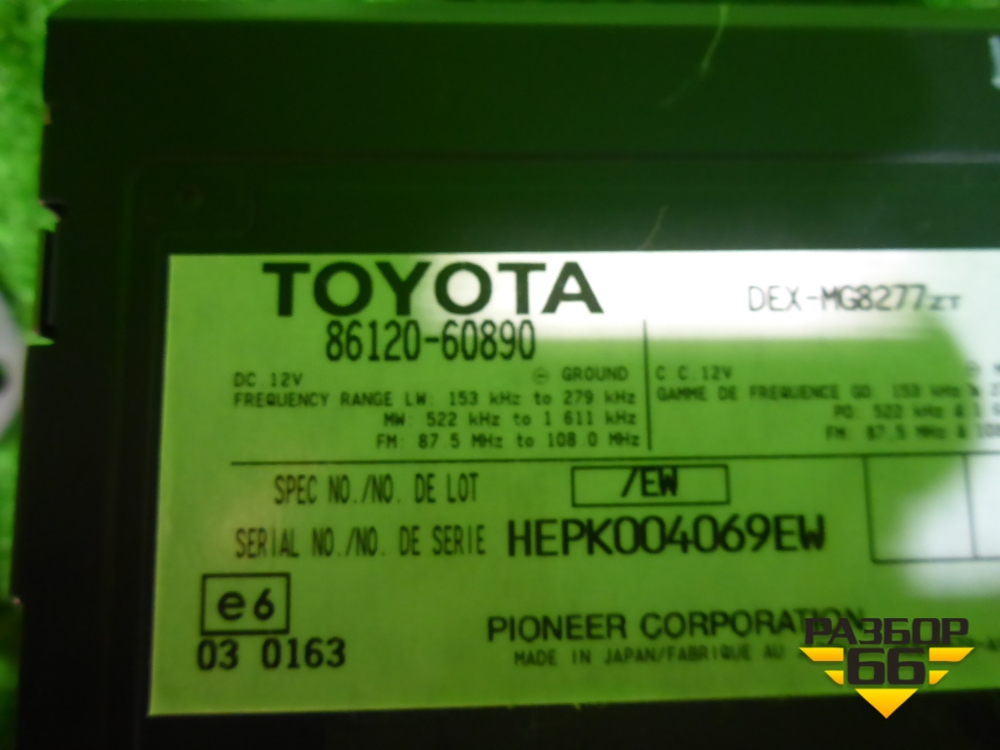 TOYOTA
86120-60890
DEX-MG8277ZT
DC. 12V ⊖ GROUND
FREQUENCY RANGE LW: 153 kHz to 279 kHz
MW: 522 kHz to 1 611 kHz
FM: 87.5 MHz to 108.0 MHz
C C. 12V
GAMME DE FREQUENCE GO: 153 kHz à
PO: 522 kHz à
FM: 87,5 MHz à
SPEC NO./NO. DE LOT /EW
SERIAL NO./NO. DE SERIE HEPK004069EW
e6
03 0163
PIONEER CORPORATION
MADE IN JAPAN/FABRIQUE AU
РАЗБОР
66